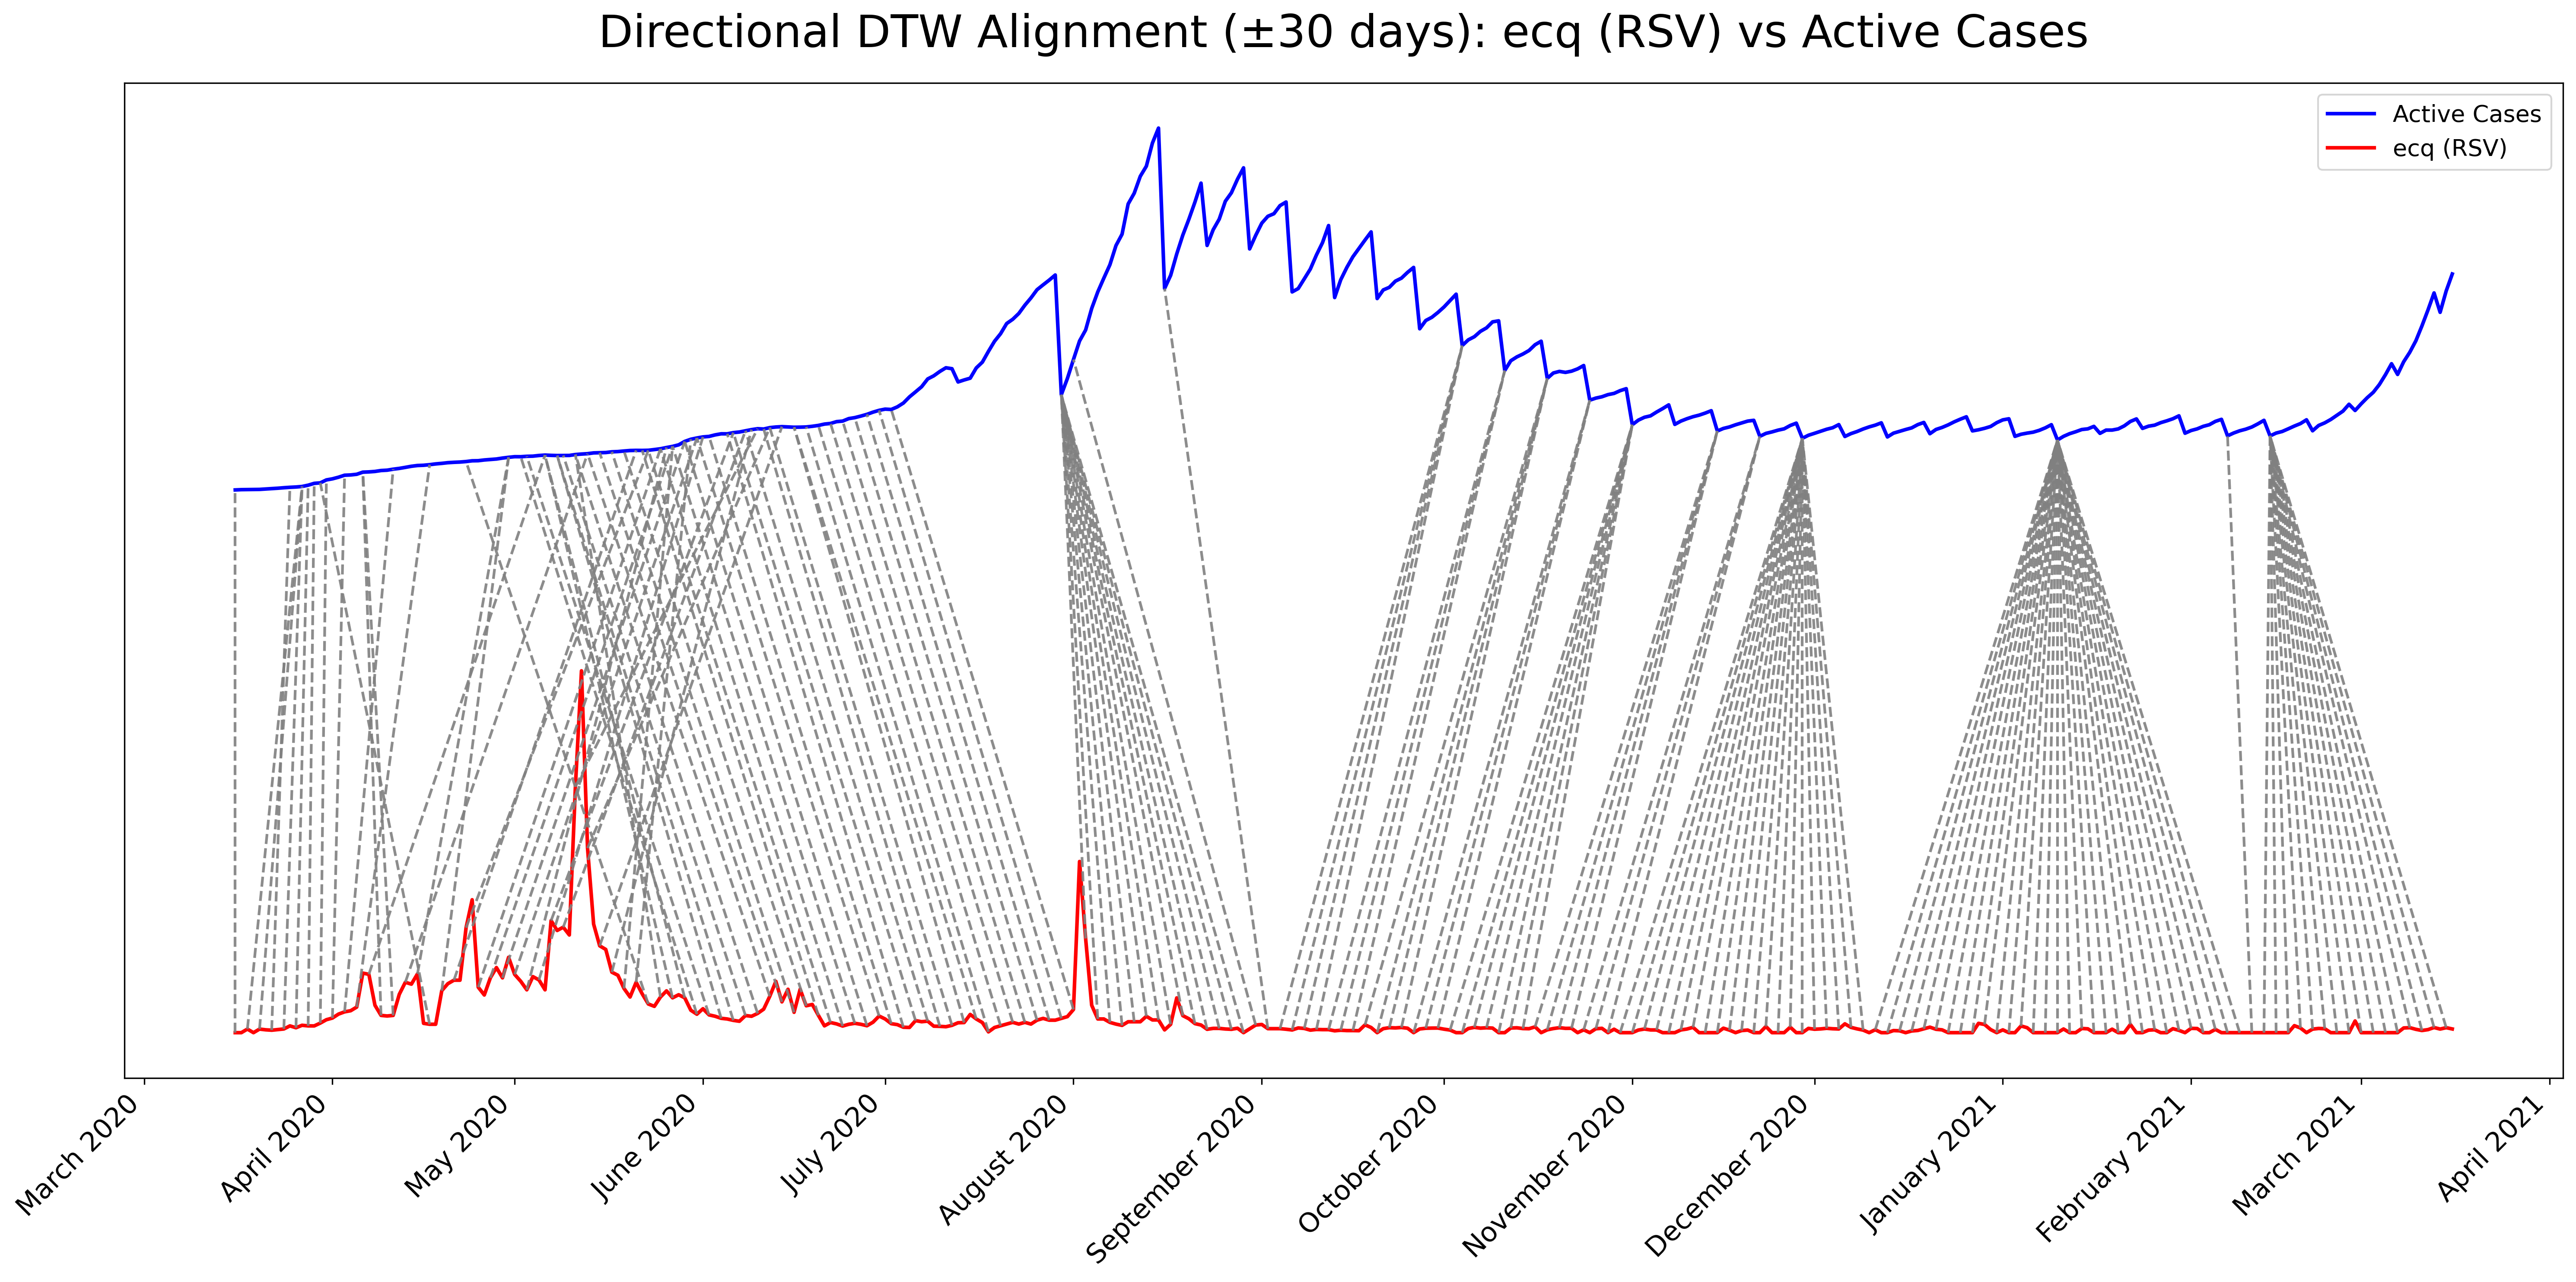 Directional DTW Alignment (±30 days): ecq (RSV) vs Active Cases
Active Cases
ecq (RSV)
March 2020
April 2020
May 2020
June 2020
July 2020
August 2020
September 2020
October 2020
November 2020
December 2020
January 2021
February 2021
March 2021
April 2021